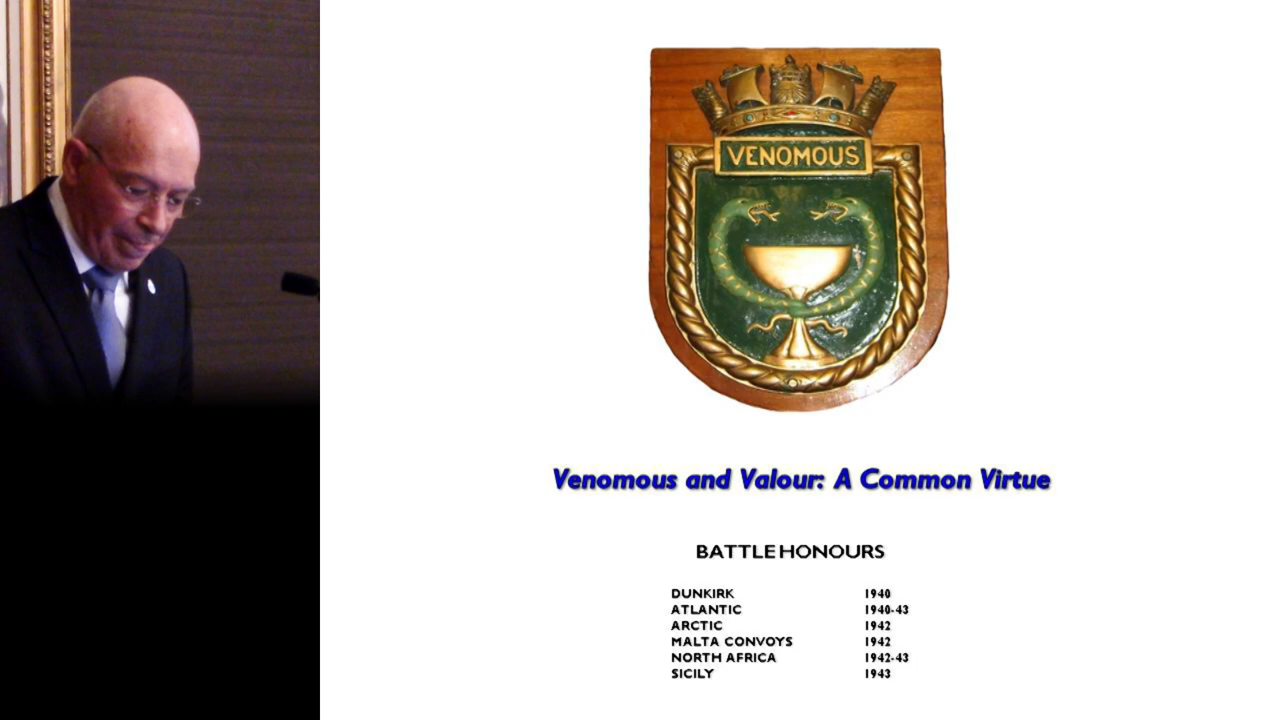 VENOMOUS
Venomous and Valour: A Common Virtue
BATTLE HONOURS
DUNKIRK 1940
ATLANTIC 1940-43
ARCTIC 1942
MALTA CONVOYS 1942
NORTH AFRICA 1942-43
SICILY 1943